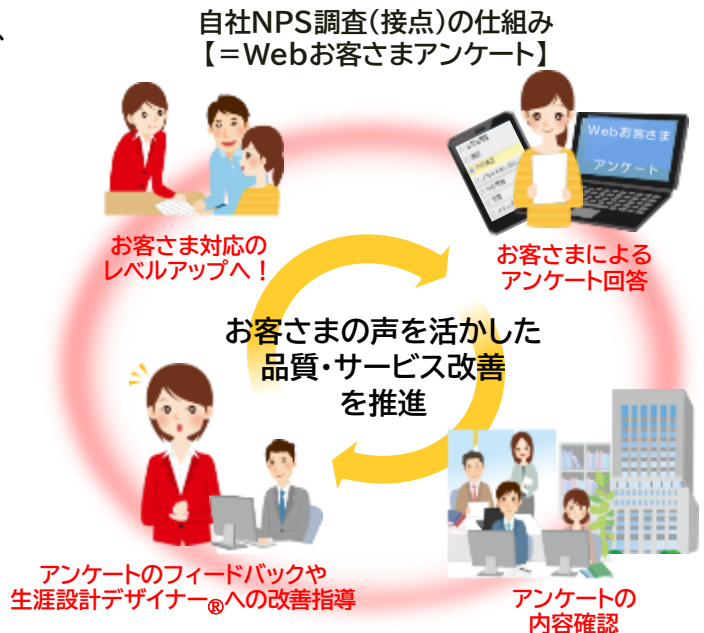 自社NPS調査(接点)の仕組み
【=Webお客さまアンケート】
Webお客さま
アンケート
お客さま対応の
レベルアップへ!
お客さまによる
アンケート回答
お客さまの声を活かした
品質・サービス改善
を推進
アンケートのフィードバックや
生涯設計デザイナー®への改善指導
アンケートの
内容確認